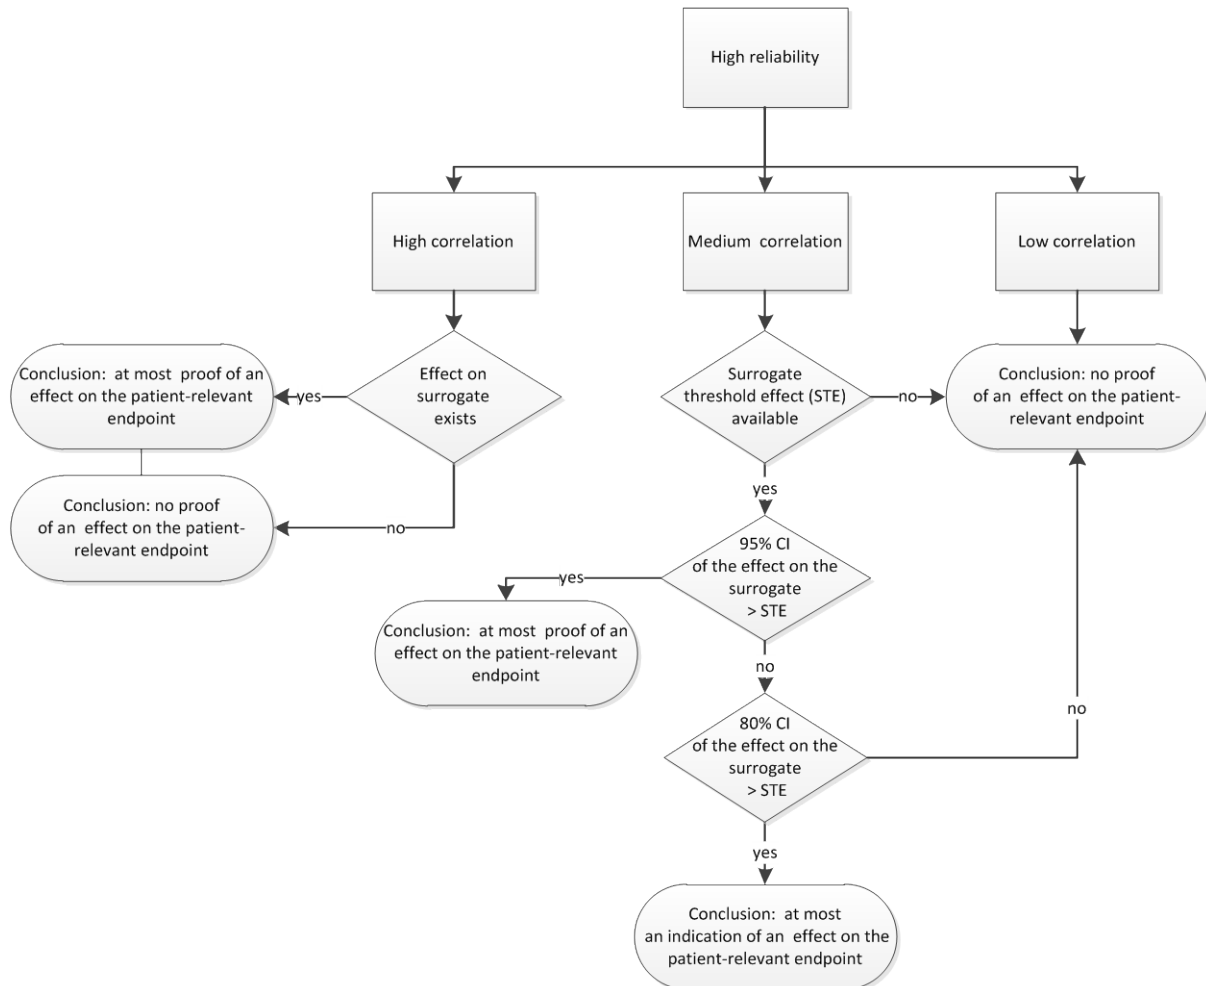 High reliability
High correlation
Medium correlation
Low correlation
Conclusion: at most proof of an
effect on the patient-relevant
endpoint
yes
Effect on
surrogate
exists
Surrogate
threshold effect (STE)
available
no
Conclusion: no proof
of an effect on the patient-
relevant endpoint
Conclusion: no proof
of an effect on the patient-
relevant endpoint
no
yes
95% CI
of the effect on the
surrogate
> STE
yes
Conclusion: at most proof of an
effect on the patient-relevant
endpoint
no
80% CI
of the effect on the
surrogate
> STE
no
yes
Conclusion: at most
an indication of an effect on the
patient-relevant endpoint